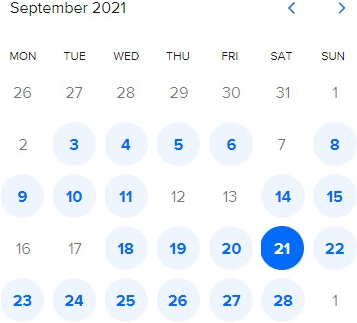 September 2021
MON TUE WED THU FRI SAT SUN
26 27 28 29 30 31 1
2 3 4 5 6 7 8
9 10 11 12 13 14 15
16 17 18 19 20 21 22
23 24 25 26 27 28 1